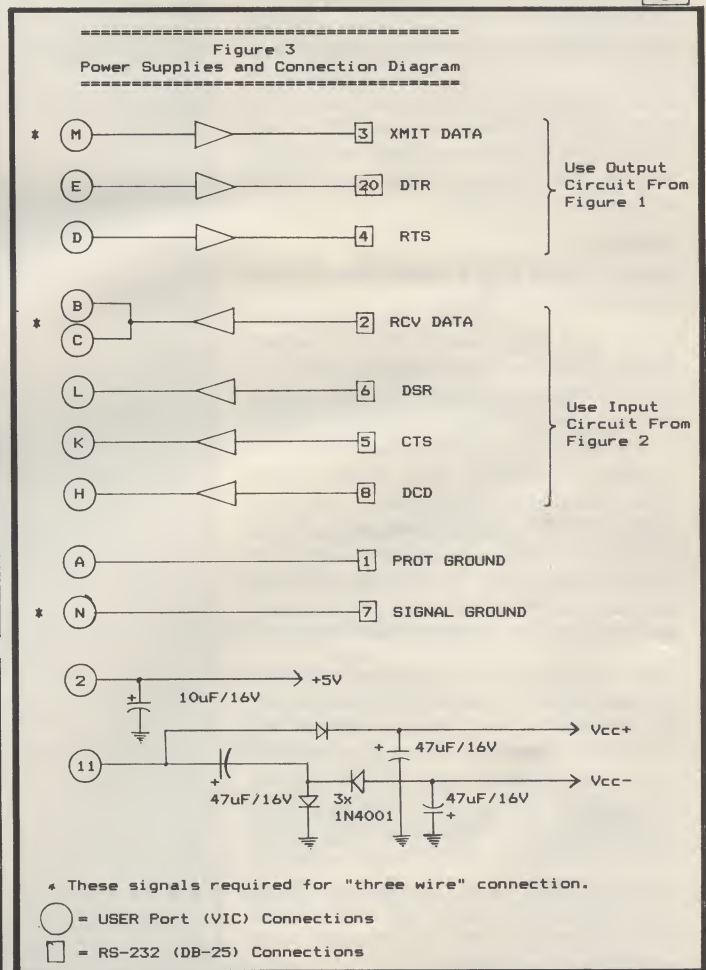 Figure 3
Power Supplies and Connection Diagram
* M 3 XMIT DATA
E 20 DTR
D 4 RTS
Use Output
Circuit From
Figure 1
B
* 2 RCV DATA
C
L 6 DSR
K 5 CTS
H 8 DCD
Use Input
Circuit From
Figure 2
A 1 PROT GROUND
* N 7 SIGNAL GROUND
2 +5V
+ 10uF/16V
Vcc+
+ 47uF/16V
11 Vcc-
+ 47uF/16V 3x 47uF/16V
1N4001 +
* These signals required for "three wire" connection.
= USER Port (VIC) Connections
= RS-232 (DB-25) Connections